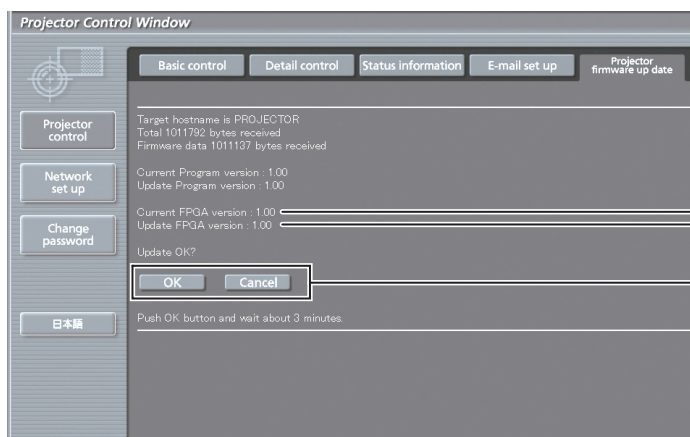 Projector Control Window
Basic control
Detail control
Status information
E-mail set up
Projector
firmware up date
Projector
control
Network
set up
Change
password
日本語
Target hostname is PROJECTOR
Total 1011792 bytes received
Firmware data 1011137 bytes received
Current Program version : 1.00
Update Program version : 1.00
Current FPGA version : 1.00
Update FPGA version : 1.00
Update OK?
OK
Cancel
Push OK button and wait about 3 minutes.